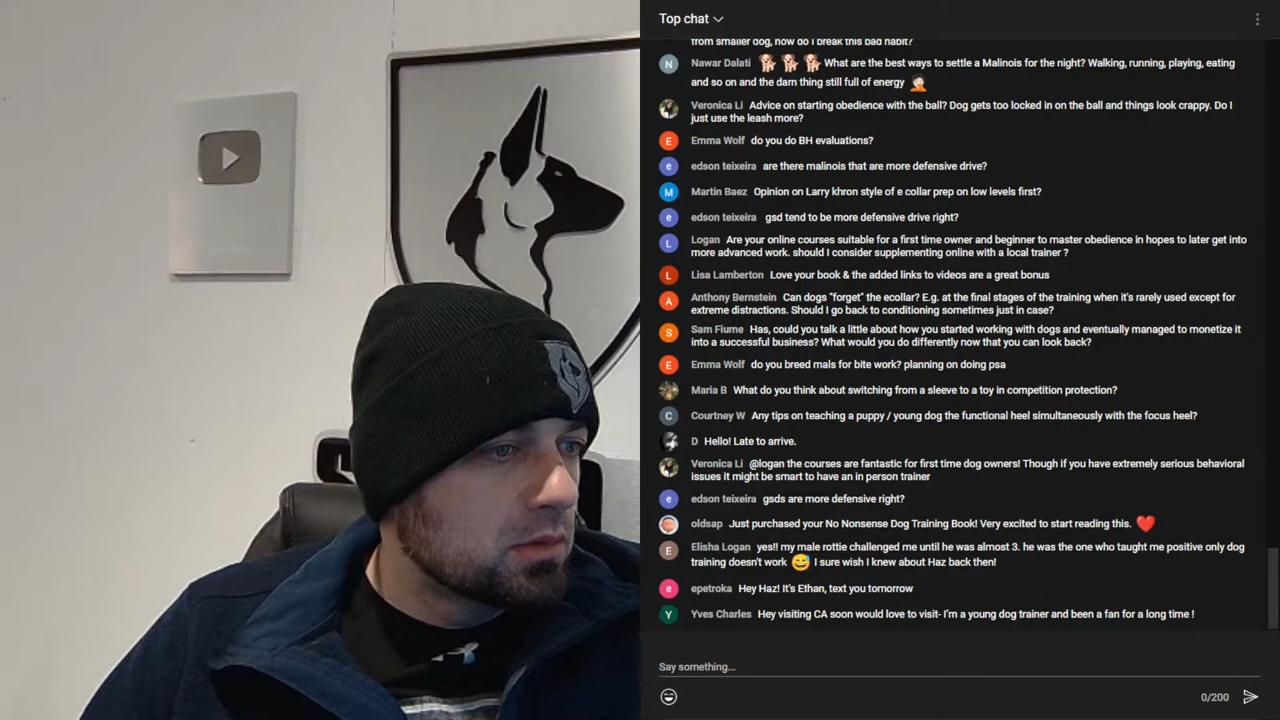 Top chat
from smaller dog, how do i break this bad habit?
Nawar Dalati 🐕 🐕 🐕 What are the best ways to settle a Malinois for the night? Walking, running, playing, eating
and so on and the darn thing still full of energy 🤦🏻
Veronica Li Advice on starting obedience with the ball? Dog gets too locked in on the ball and things look crappy. Do I
just use the leash more?
E Emma Wolf do you do BH evaluations?
e edson teixeira are there malinois that are more defensive drive?
M Martin Baez Opinion on Larry khron style of e collar prep on low levels first?
e edson teixeira gsd tend to be more defensive drive right?
L Logan Are your online courses suitable for a first time owner and beginner to master obedience in hopes to later get into
more advanced work. should I consider supplementing online with a local trainer ?
L Lisa Lamberton Love your book & the added links to videos are a great bonus
A Anthony Bernstein Can dogs "forget" the ecollar? E.g. at the final stages of the training when it's rarely used except for
extreme distractions. Should I go back to conditioning sometimes just in case?
S Sam Fiume Has, could you talk a little about how you started working with dogs and eventually managed to monetize it
into a successful business? What would you do differently now that you can look back?
E Emma Wolf do you breed mals for bite work? planning on doing psa
Maria B What do you think about switching from a sleeve to a toy in competition protection?
C Courtney W Any tips on teaching a puppy / young dog the functional heel simultaneously with the focus heel?
D Hello! Late to arrive.
Veronica Li @logan the courses are fantastic for first time dog owners! Though if you have extremely serious behavioral
issues it might be smart to have an in person trainer
e edson teixeira gsds are more defensive right?
oldsap Just purchased your No Nonsense Dog Training Book! Very excited to start reading this. ❤️
E Elisha Logan yes!! my male rottie challenged me until he was almost 3. he was the one who taught me positive only dog
training doesn't work 😅 I sure wish I knew about Haz back then!
e epetroka Hey Haz! It's Ethan, text you tomorrow
Y Yves Charles Hey visiting CA soon would love to visit- I'm a young dog trainer and been a fan for a long time !
Say something...
0/200